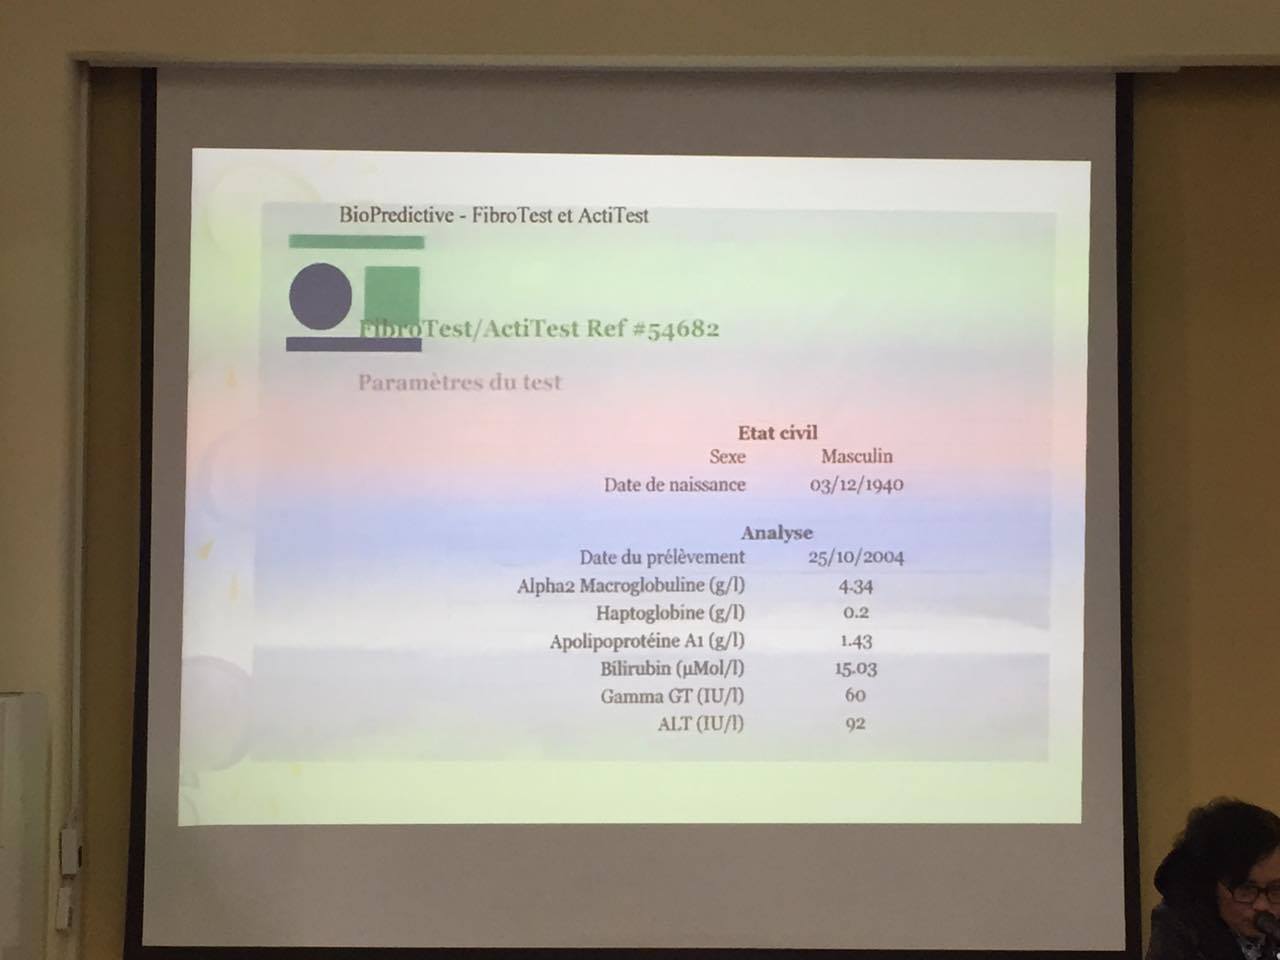 BioPredictive - FibroTest et ActiTest
FibroTest/ActiTest Ref #54682
Paramètres du test
Etat civil
Sexe Masculin
Date de naissance 03/12/1940
Analyse
Date du prélèvement 25/10/2004
Alpha2 Macroglobuline (g/l) 4.34
Haptoglobine (g/l) 0.2
Apolipoprotéine A1 (g/l) 1.43
Bilirubin (µMol/l) 15.03
Gamma GT (IU/l) 60
ALT (IU/l) 92